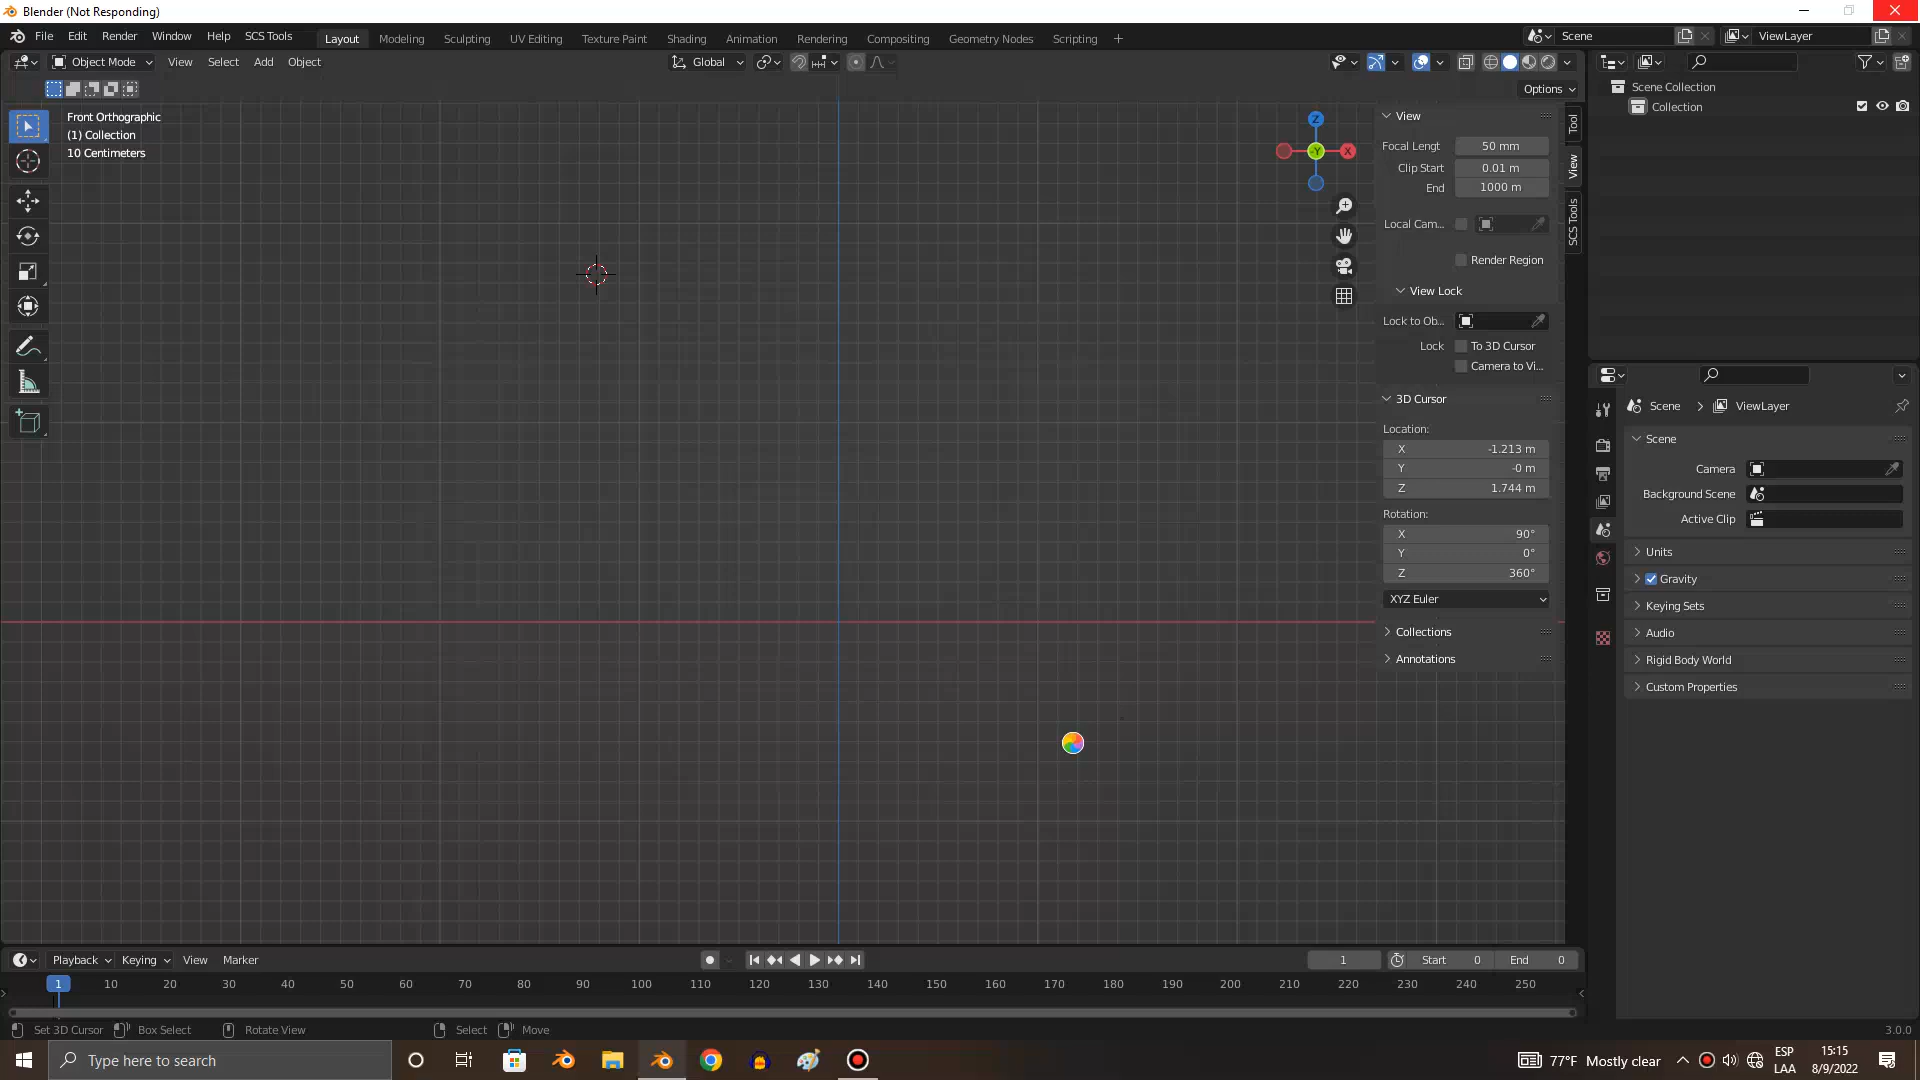 Blender (Not Responding)
File Edit Render Window Help SCS Tools Layout Modeling Sculpting UV Editing Texture Paint Shading Animation Rendering Compositing Geometry Nodes Scripting + Scene ViewLayer
Object Mode View Select Add Object Global
Options
Front Orthographic
(1) Collection
10 Centimeters
Z
-Y X
View
Focal Lengt 50 mm
Clip Start 0.01 m
End 1000 m
Local Cam...
Render Region
View Lock
Lock to Ob...
Lock To 3D Cursor
Camera to Vi...
3D Cursor
Location:
X -1.213 m
Y -0 m
Z 1.744 m
Rotation:
X 90°
Y 0°
Z 360°
XYZ Euler
Collections
Annotations
Tool
View
SCS Tools
Scene Collection
Collection
Scene > ViewLayer
Scene
Camera
Background Scene
Active Clip
Units
Gravity
Keying Sets
Audio
Rigid Body World
Custom Properties
Playback Keying View Marker 1 Start 0 End 0
1 10 20 30 40 50 60 70 80 90 100 110 120 130 140 150 160 170 180 190 200 210 220 230 240 250
Set 3D Cursor Box Select Rotate View Select Move 3.0.0
Type here to search 77°F Mostly clear ESP LAA 15:15 8/9/2022